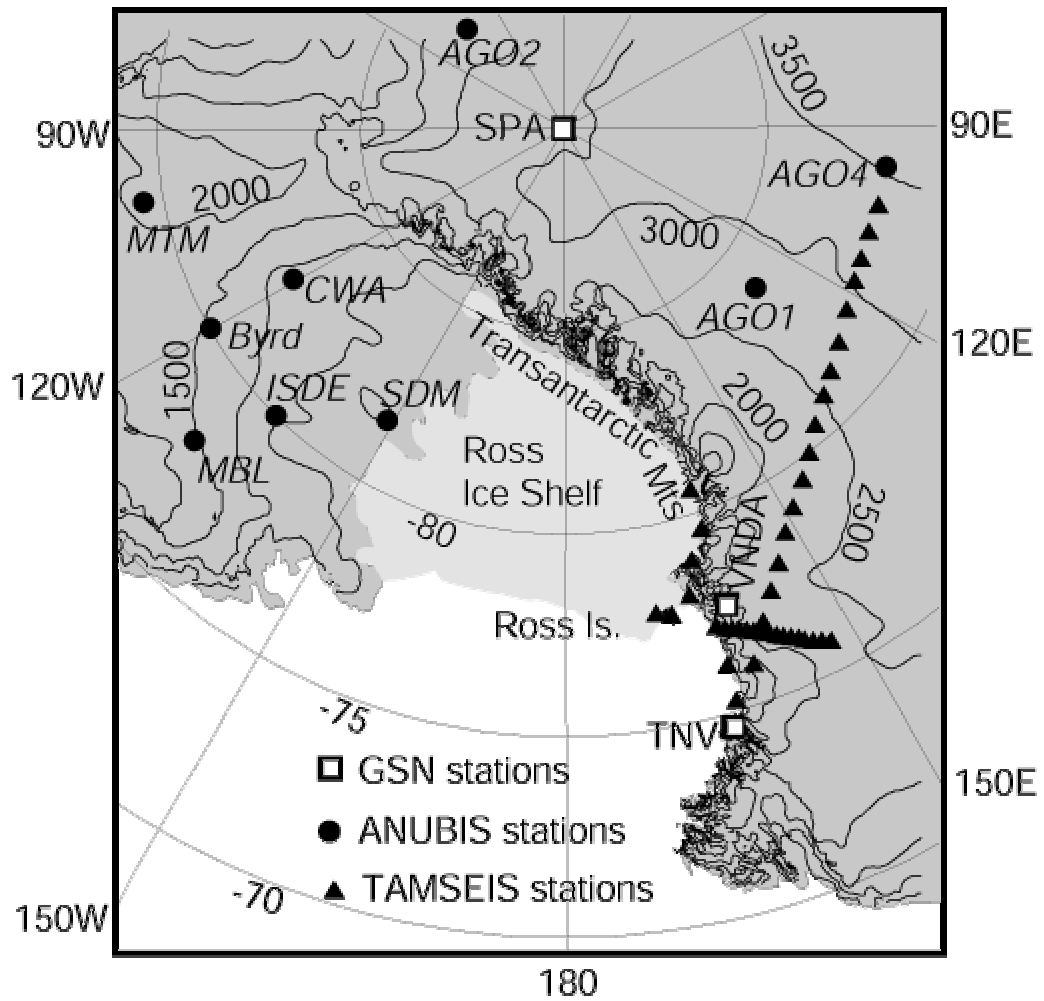 AGO2
3500
SPA
90W
90E
AGO4
2000
MTM
3000
CWA
AGO1
Byrd
120E
Transantarctic Mts
1500
120W
ISDE
SDM
2000
MBL
Ross
Ice Shelf
-80
VNDA
2500
Ross Is.
-75
TNV
GSN stations
150E
ANUBIS stations
TAMSEIS stations
-70
150W
180